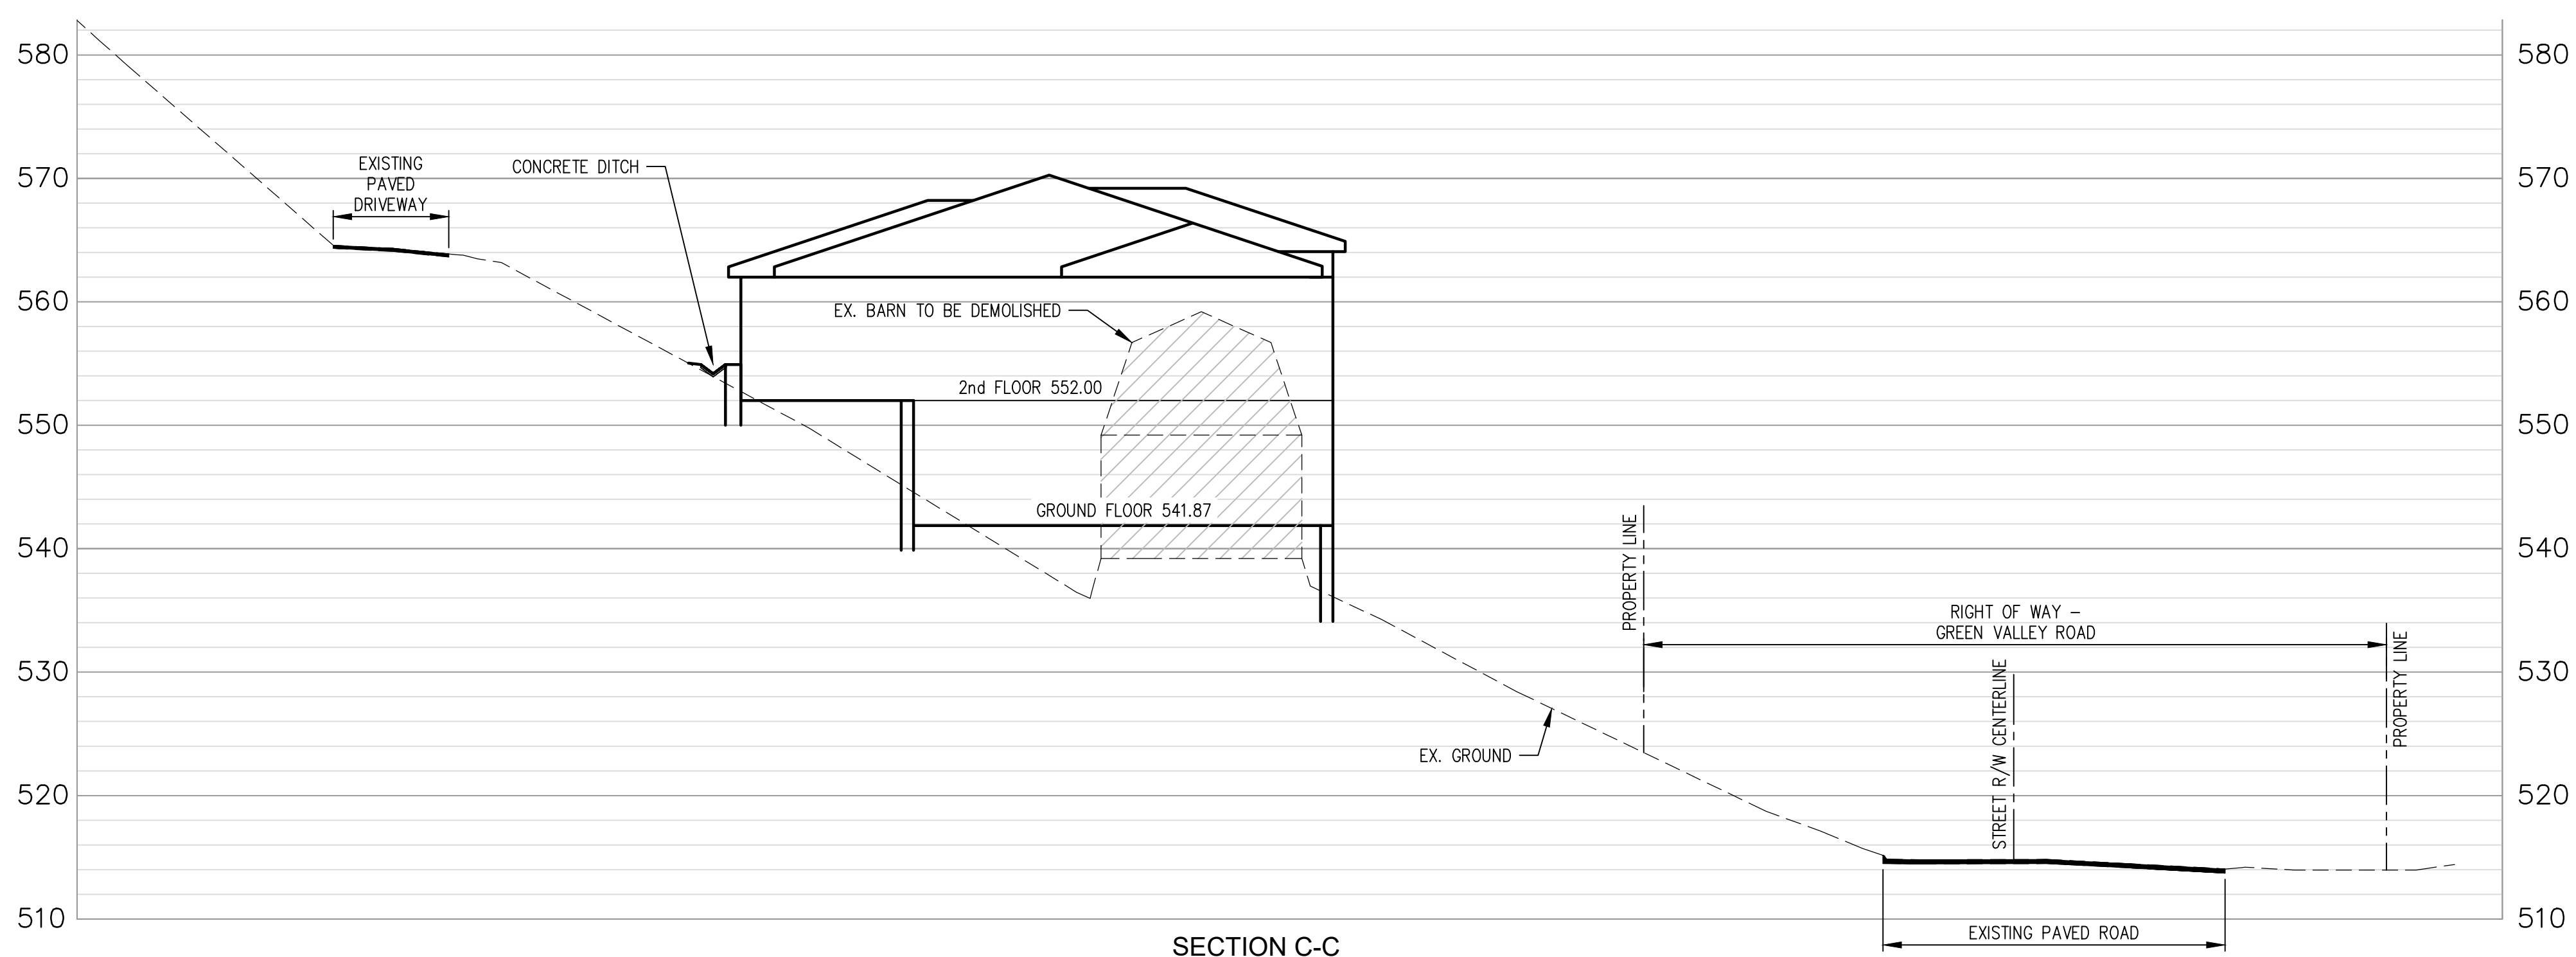 580
570
560
550
540
530
520
510
EXISTING
PAVED
DRIVEWAY
CONCRETE DITCH
EX. BARN TO BE DEMOLISHED
2nd FLOOR 552.00
GROUND FLOOR 541.87
EX. GROUND
PROPERTY LINE
RIGHT OF WAY –
GREEN VALLEY ROAD
STREET R/W CENTERLINE
PROPERTY LINE
EXISTING PAVED ROAD
580
570
560
550
540
530
520
510
SECTION C-C